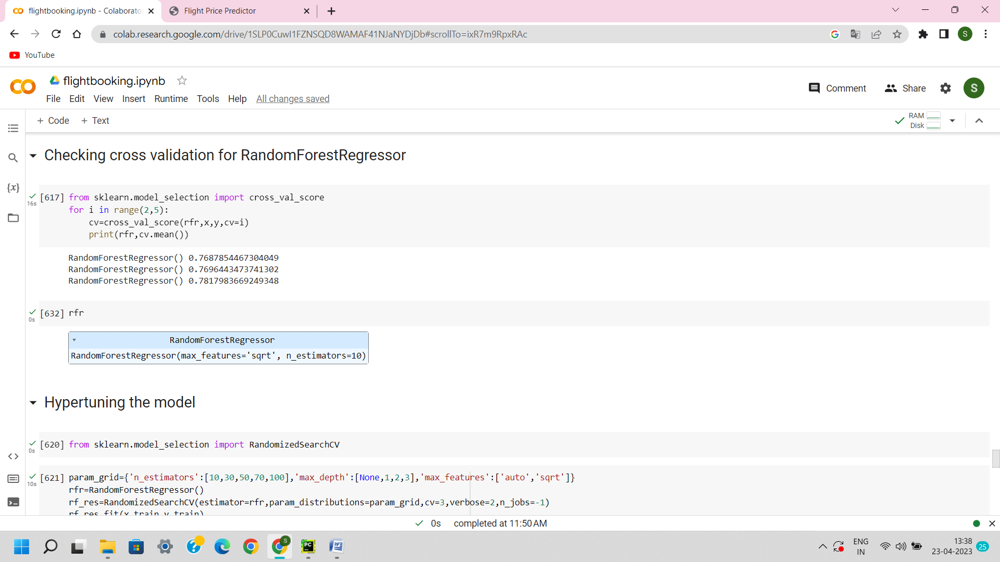 flightbooking.ipynb - Colaborato
Flight Price Predictor
colab.research.google.com/drive/1SLP0CuwI1FZNSQD8WAMAF41NJaNYDjDb#scrollTo=ixR7m9RpxRAc
S
YouTube
flightbooking.ipynb
File Edit View Insert Runtime Tools Help All changes saved
Comment Share S
+ Code + Text
RAM
Disk
Checking cross validation for RandomForestRegressor
{x}
16s
[617] from sklearn.model_selection import cross_val_score
for i in range(2,5):
cv=cross_val_score(rfr,x,y,cv=i)
print(rfr,cv.mean())
RandomForestRegressor() 0.7687854467304049
RandomForestRegressor() 0.7696443473741302
RandomForestRegressor() 0.7817983669249348
0s
[632] rfr
RandomForestRegressor
RandomForestRegressor(max_features='sqrt', n_estimators=10)
Hypertuning the model
0s
[620] from sklearn.model_selection import RandomizedSearchCV
10s
[621] param_grid={'n_estimators':[10,30,50,70,100],'max_depth':[None,1,2,3],'max_features':['auto','sqrt']}
rfr=RandomForestRegressor()
rf_res=RandomizedSearchCV(estimator=rfr,param_distributions=param_grid,cv=3,verbose=2,n_jobs=-1)
rf_res.fit(x_train,y_train)
0s completed at 11:50 AM
S
PC
ENG
IN
13:38
23-04-2023
25